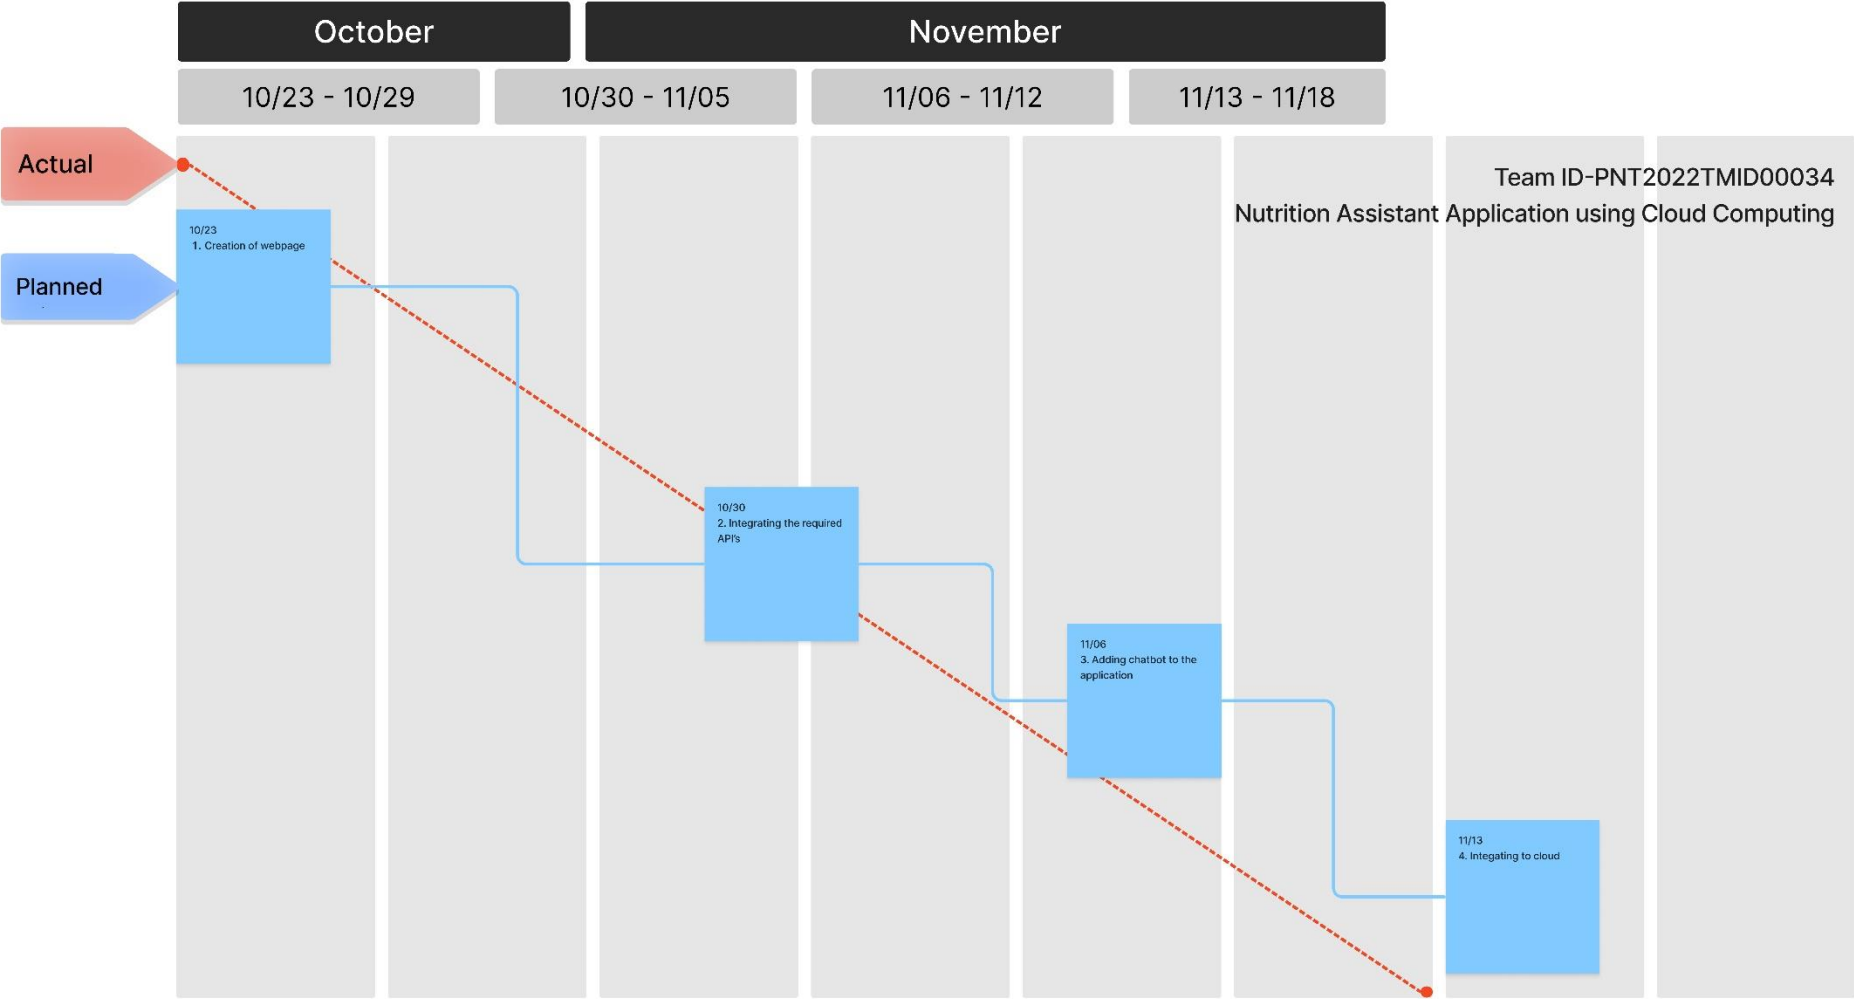 October
November
10/23 - 10/29
10/30 - 11/05
11/06 - 11/12
11/13 - 11/18
Actual
Team ID-PNT2022TMID00034
Nutrition Assistant Application using Cloud Computing
10/23
1. Creation of webpage
Planned
10/30
2. Integrating the required
API's
11/06
3. Adding chatbot to the
application
11/13
4. Integating to cloud